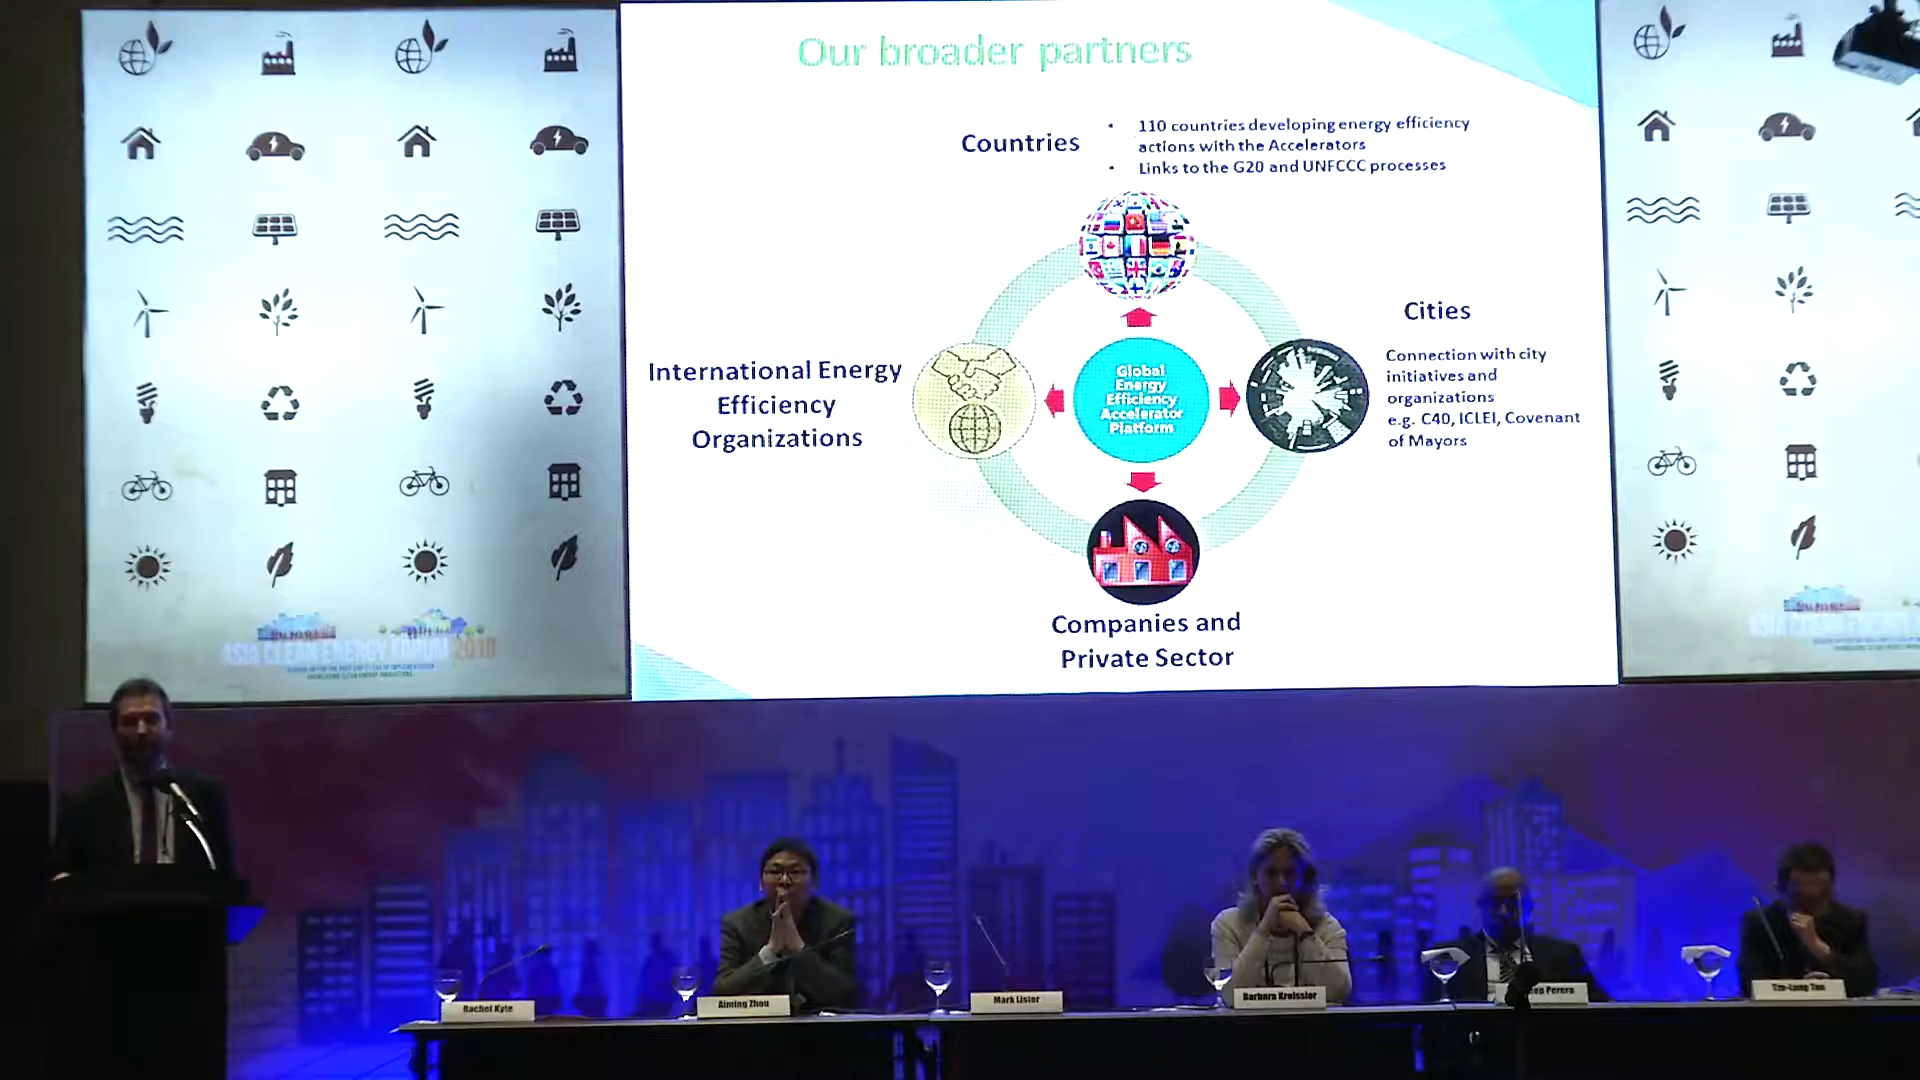 Our broader partners
Countries
• 110 countries developing energy efficiency
actions with the Accelerators
• Links to the G20 and UNFCCC processes
International Energy
Efficiency
Organizations
Global
Energy
Efficiency
Accelerator
Platform
Cities
Connection with city
initiatives and
organizations
e.g. C40, ICLEI, Covenant
of Mayors
Companies and
Private Sector
ASIA CLEAN ENERGY FORUM 2016
Rachel Kyte
Aiming Zhou
Mark Lister
Barbara Kreissler
Perera